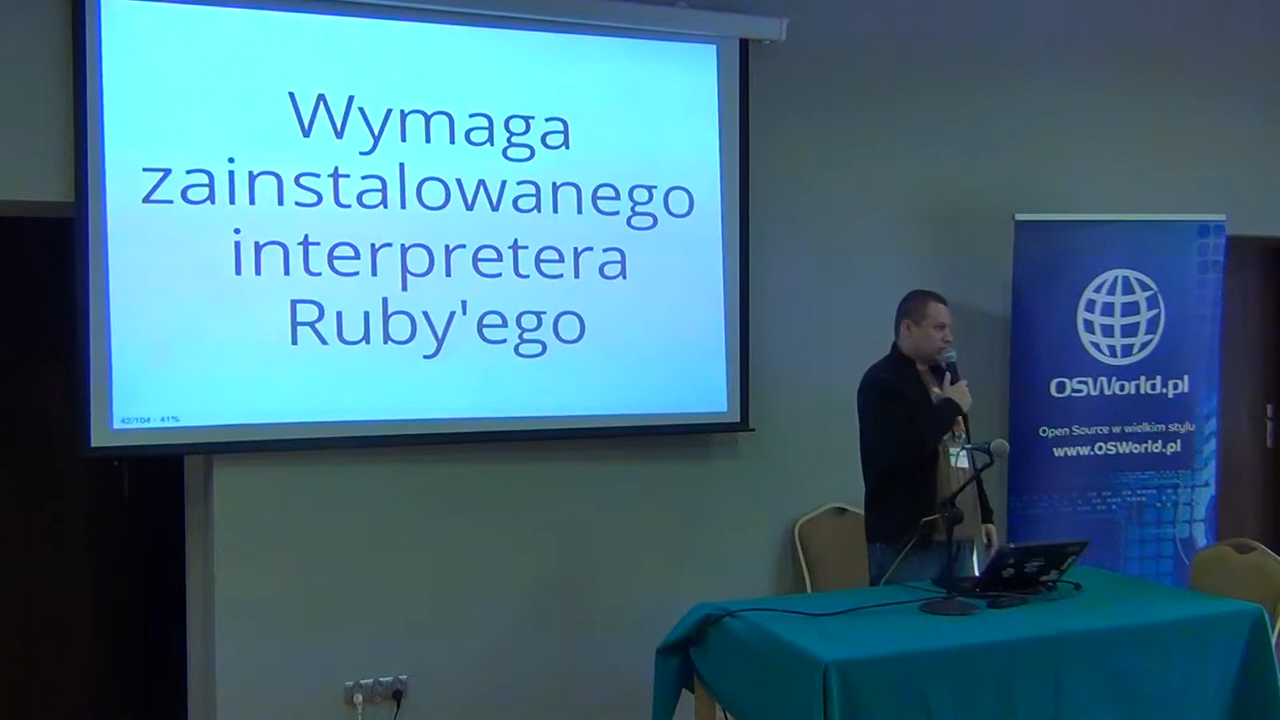 Wymaga
zainstalowanego
interpretera
Ruby'ego
42/104 - 41%
OSWorld.pl
Open Source w wielkim stylu
www.OSWorld.pl